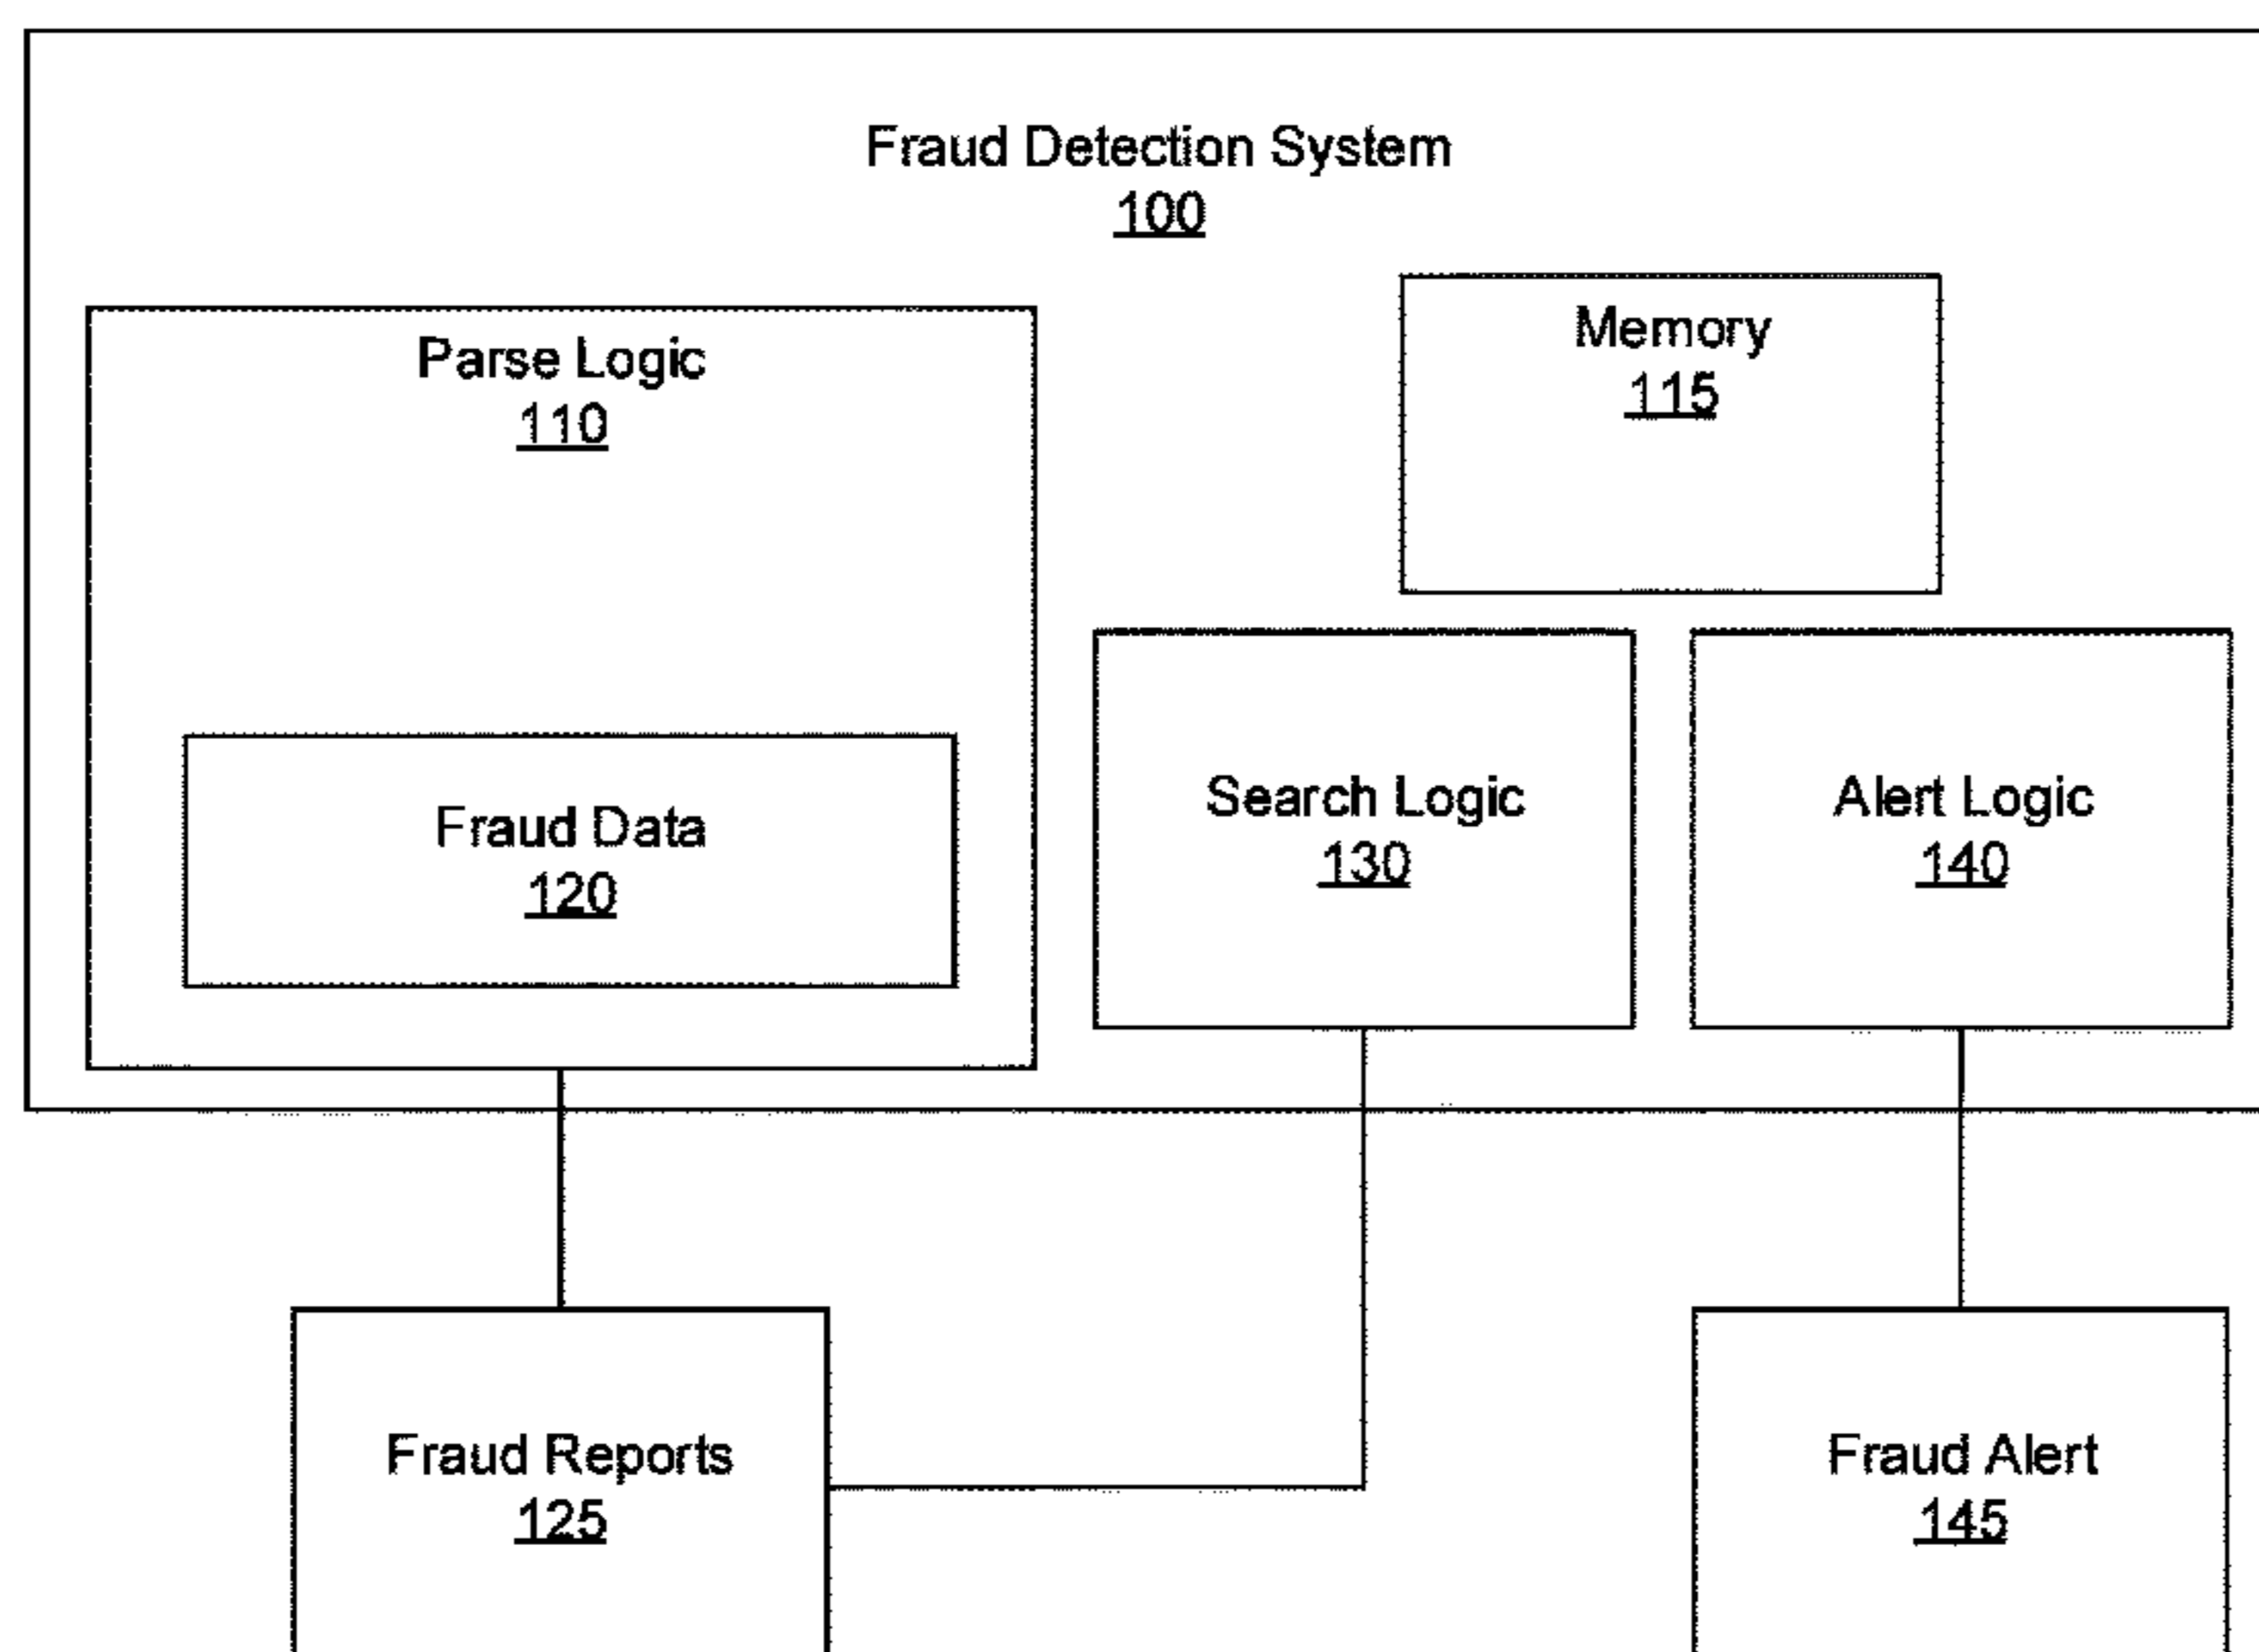 Fraud Detection System
100
Parse Logic
110
Memory
115
Fraud Data
120
Search Logic
130
Alert Logic
140
Fraud Reports
125
Fraud Alert
145